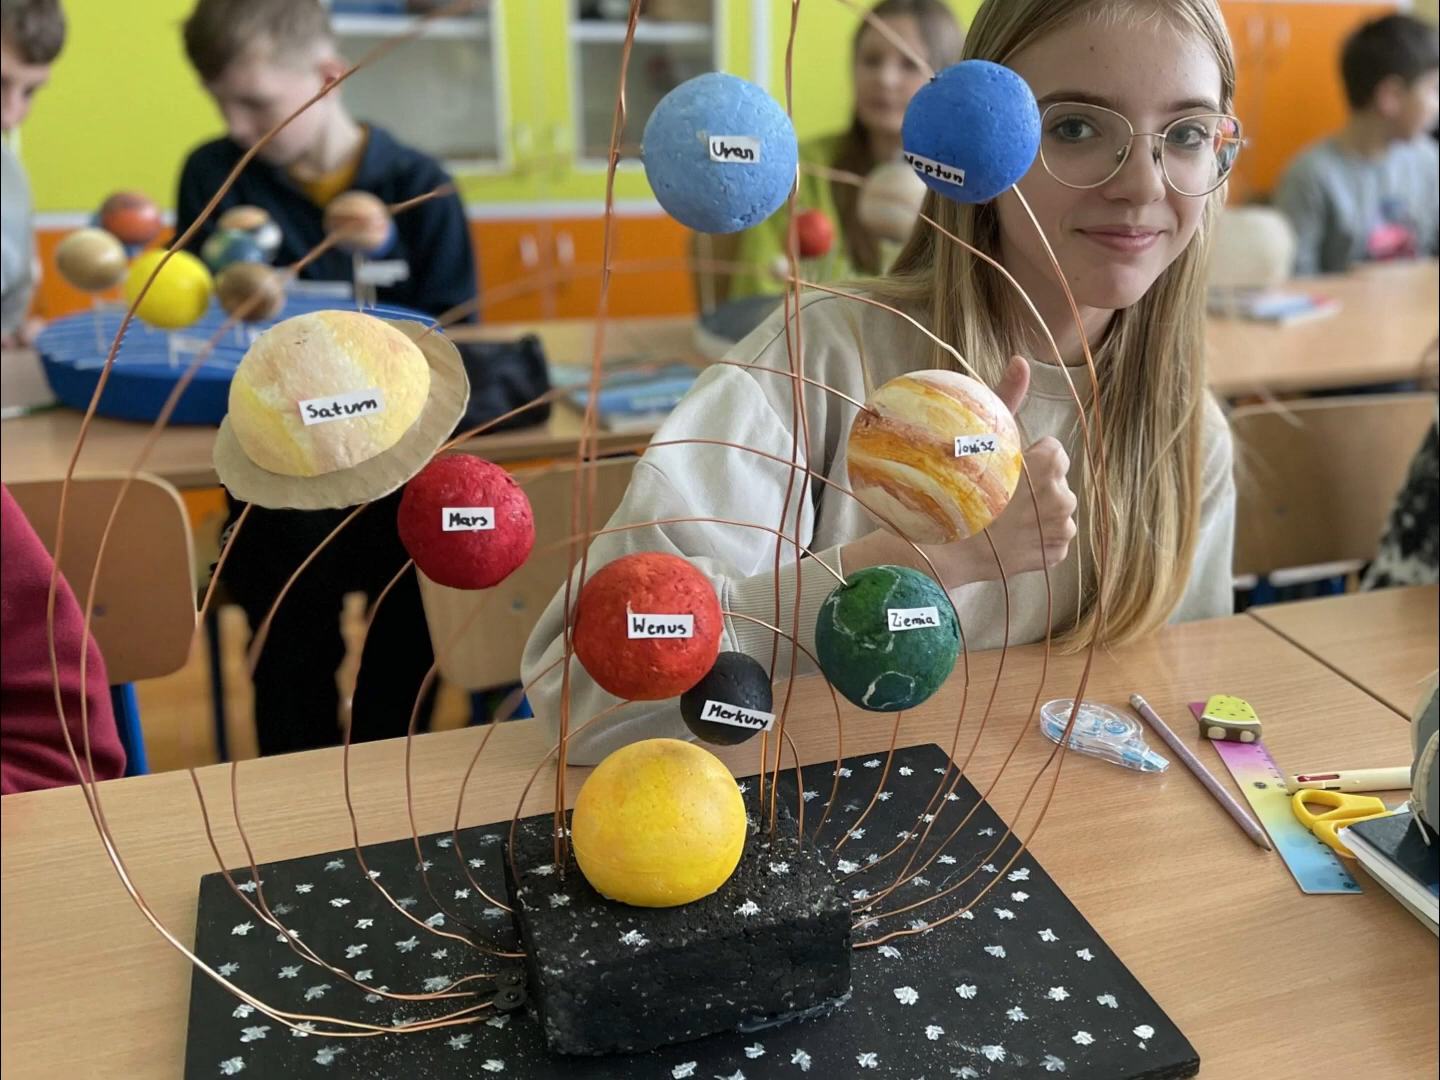 Uran
Neptun
Saturn
Jowisz
Mars
Wenus
Ziemia
Merkury